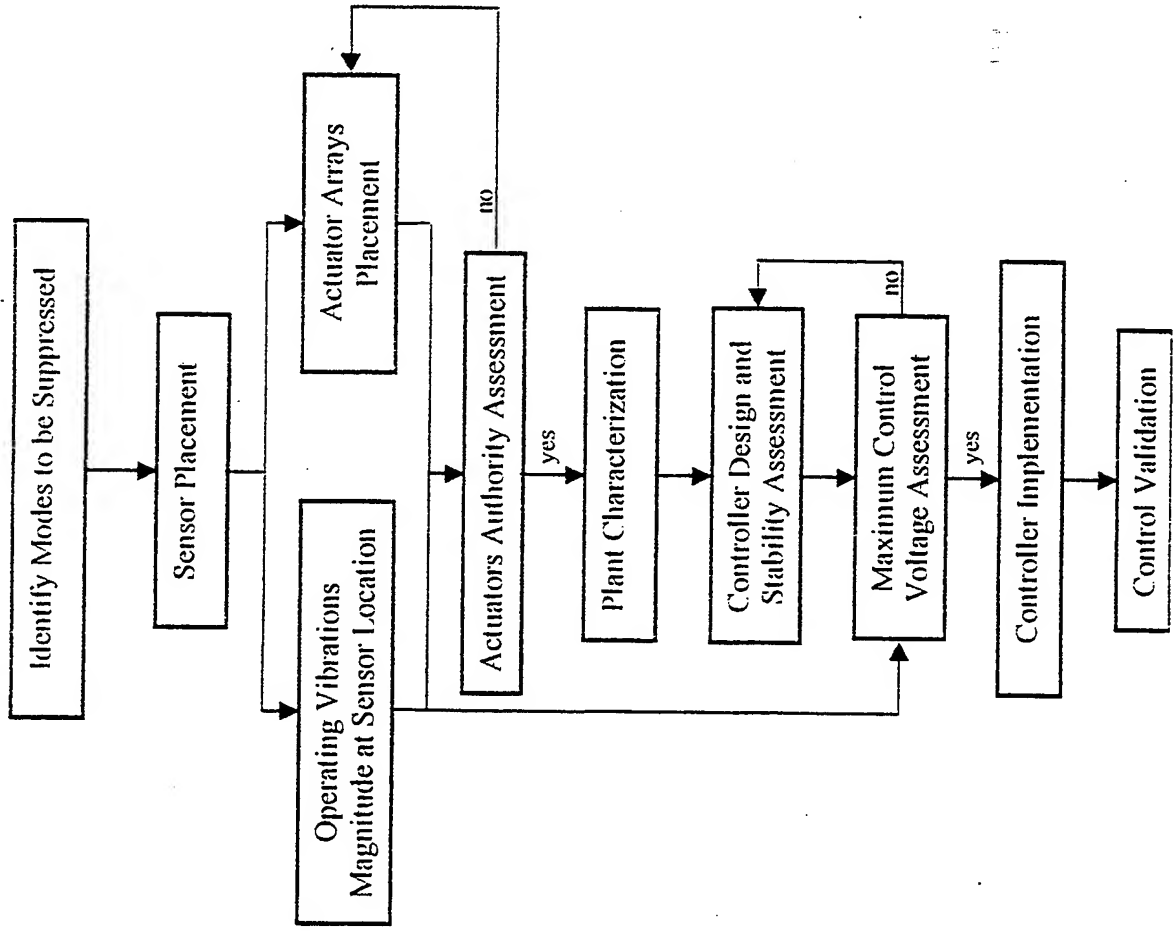 Identify Modes to be Suppressed
Sensor Placement
Operating Vibrations
Magnitude at Sensor Location
Actuator Arrays
Placement
Actuators Authority Assessment
no
yes
Plant Characterization
Controller Design and
Stability Assessment
Maximum Control
Voltage Assessment
no
yes
Controller Implementation
Control Validation